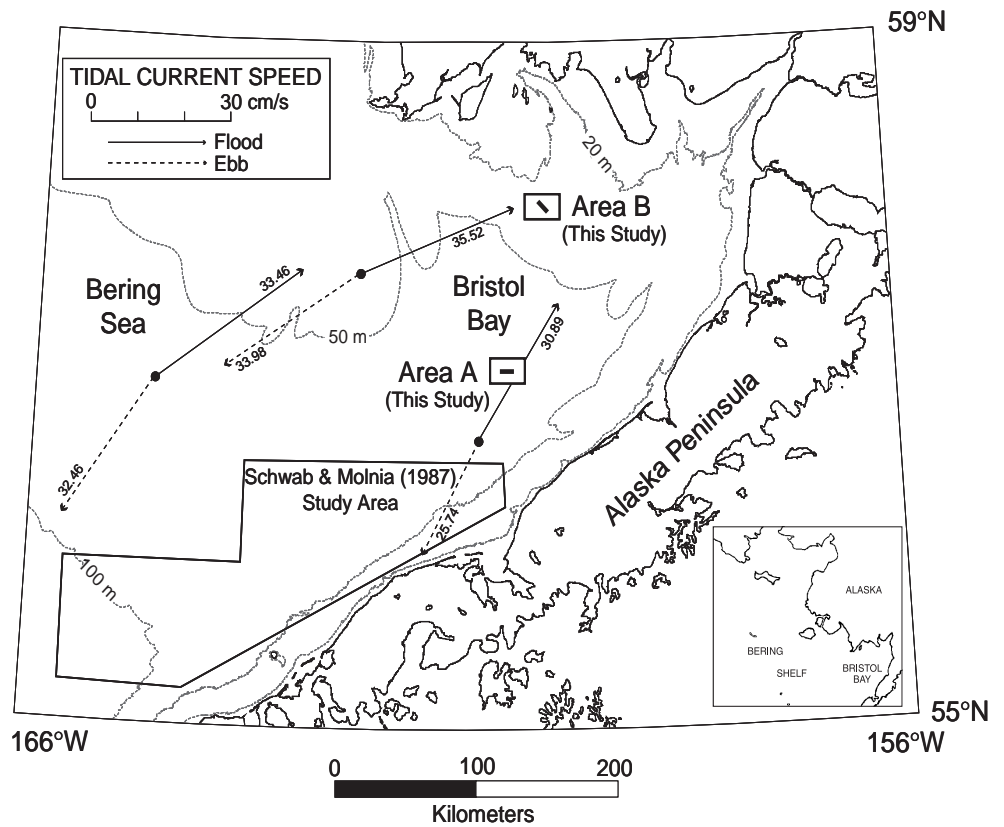 59°N
TIDAL CURRENT SPEED
0 30 cm/s
Flood
Ebb
20 m
Area B
(This Study)
35.52
33.46
Bering
Sea
Bristol
Bay
50 m
33.98
30.89
Area A
(This Study)
Alaska Peninsula
32.46
Schwab & Molnia (1987)
Study Area
25.74
100 m
ALASKA
BERING
SHELF
BRISTOL
BAY
55°N
166°W
156°W
0 100 200
Kilometers